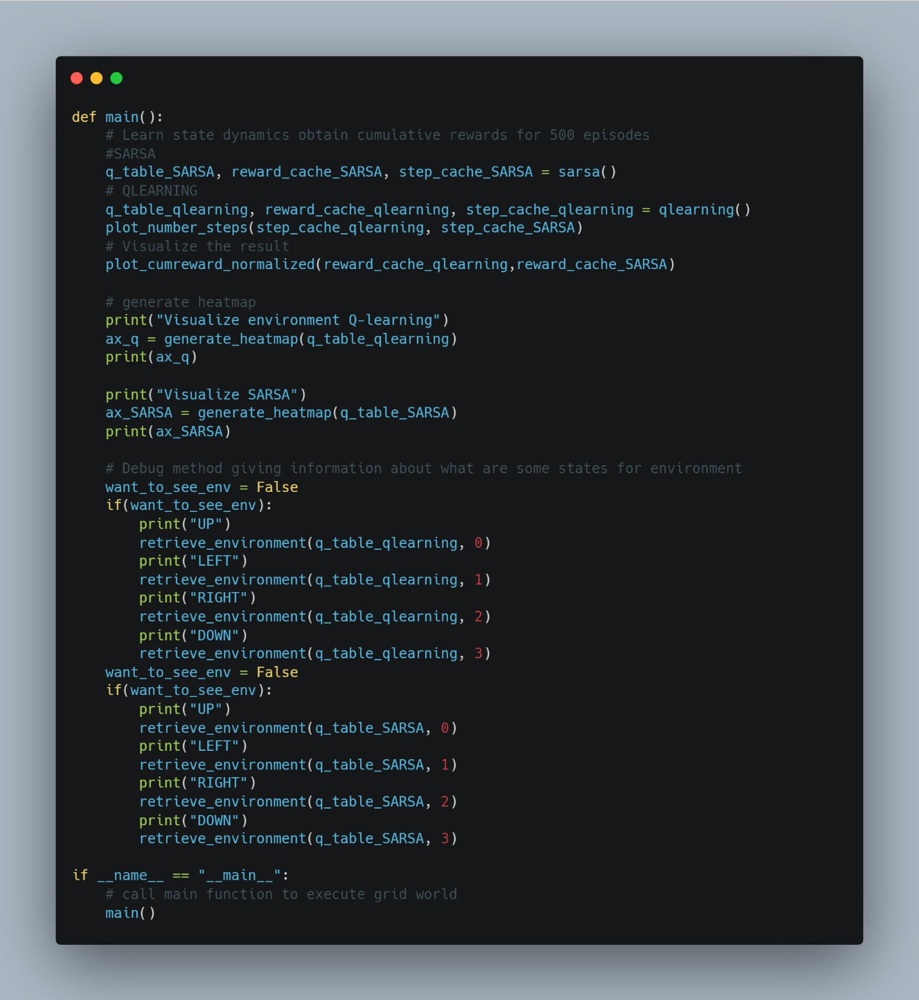 def main():
    # Learn state dynamics obtain cumulative rewards for 500 episodes
    #SARSA
    q_table_SARSA, reward_cache_SARSA, step_cache_SARSA = sarsa()
    # QLEARNING
    q_table_qlearning, reward_cache_qlearning, step_cache_qlearning = qlearning()
    plot_number_steps(step_cache_qlearning, step_cache_SARSA)
    # Visualize the result
    plot_cumreward_normalized(reward_cache_qlearning,reward_cache_SARSA)

    # generate heatmap
    print("Visualize environment Q-learning")
    ax_q = generate_heatmap(q_table_qlearning)
    print(ax_q)

    print("Visualize SARSA")
    ax_SARSA = generate_heatmap(q_table_SARSA)
    print(ax_SARSA)

    # Debug method giving information about what are some states for environment
    want_to_see_env = False
    if(want_to_see_env):
        print("UP")
        retrieve_environment(q_table_qlearning, 0)
        print("LEFT")
        retrieve_environment(q_table_qlearning, 1)
        print("RIGHT")
        retrieve_environment(q_table_qlearning, 2)
        print("DOWN")
        retrieve_environment(q_table_qlearning, 3)
    want_to_see_env = False
    if(want_to_see_env):
        print("UP")
        retrieve_environment(q_table_SARSA, 0)
        print("LEFT")
        retrieve_environment(q_table_SARSA, 1)
        print("RIGHT")
        retrieve_environment(q_table_SARSA, 2)
        print("DOWN")
        retrieve_environment(q_table_SARSA, 3)

if __name__ == "__main__":
    # call main function to execute grid world
    main()